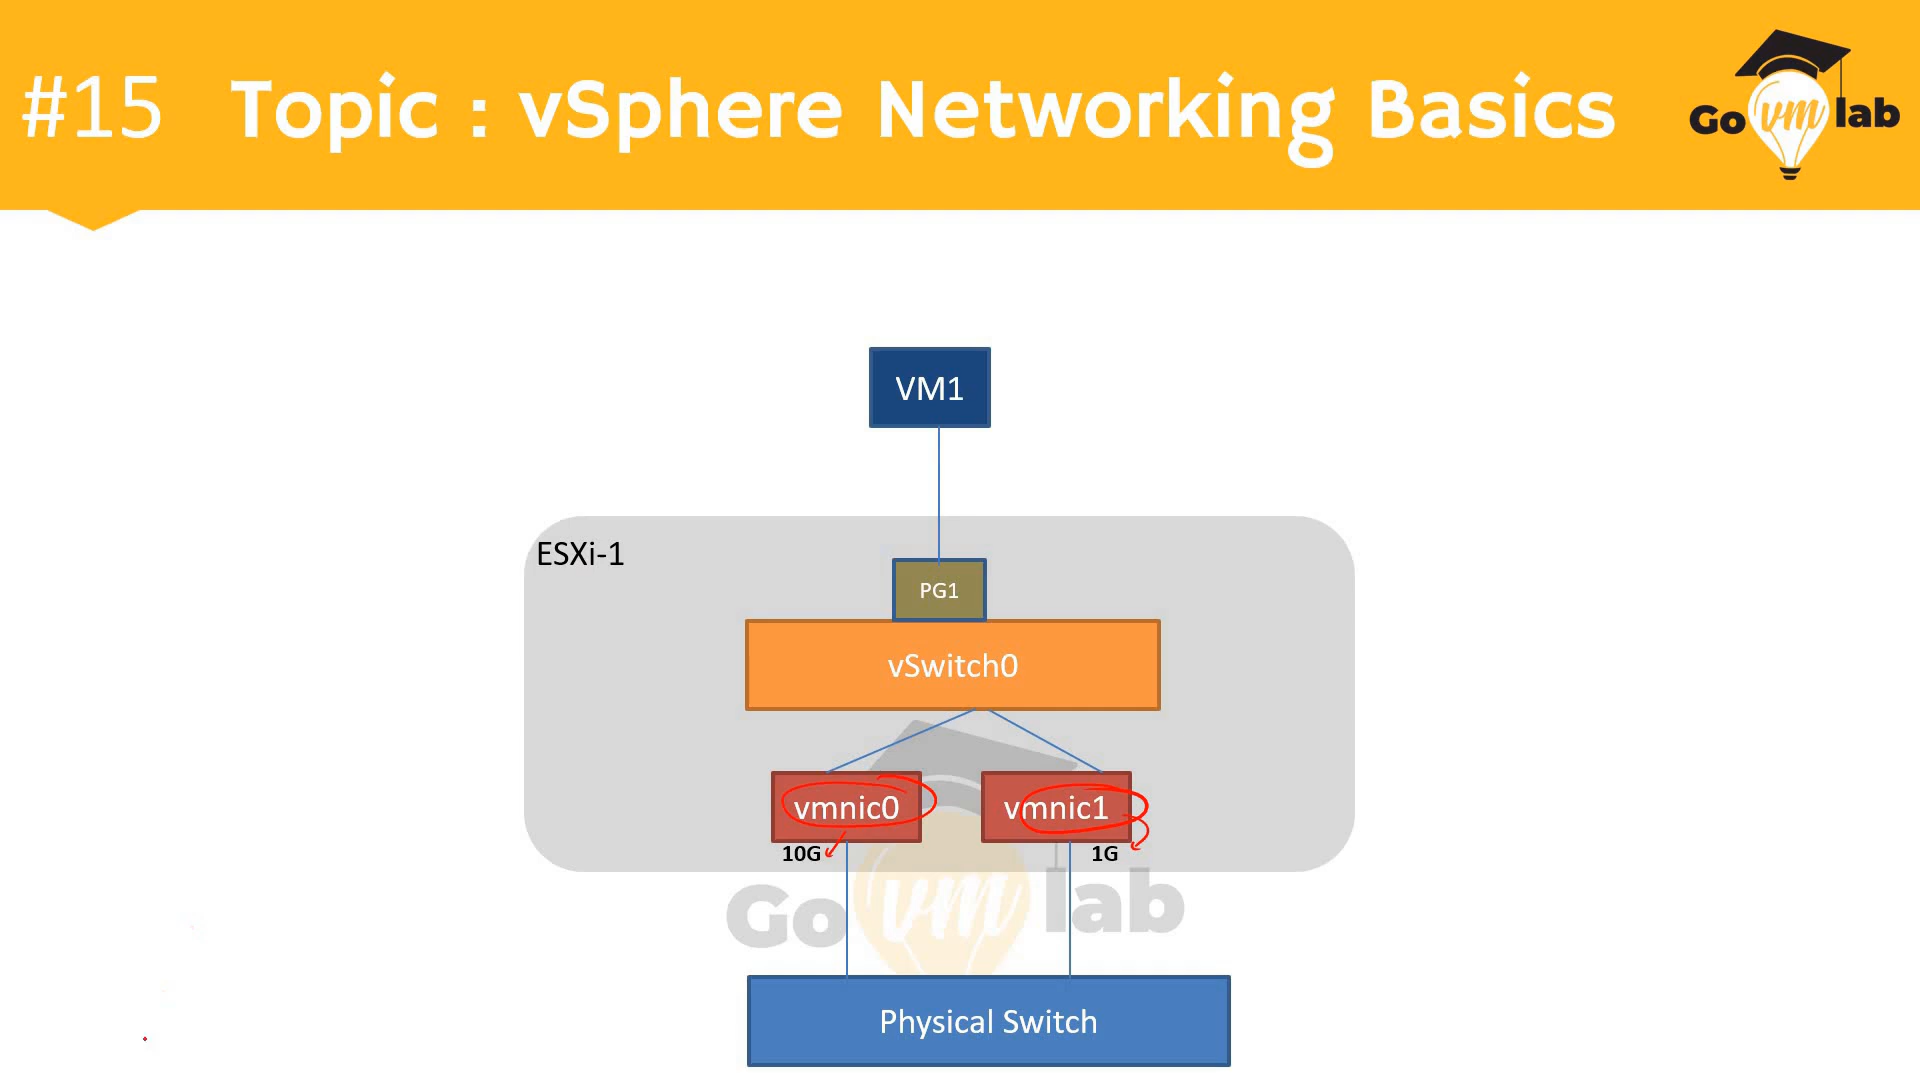 #15 Topic : vSphere Networking Basics
Go vm lab
VM1
ESXi-1
PG1
vSwitch0
vmnic0 vmnic1
10G 1G
Go vm lab
Physical Switch